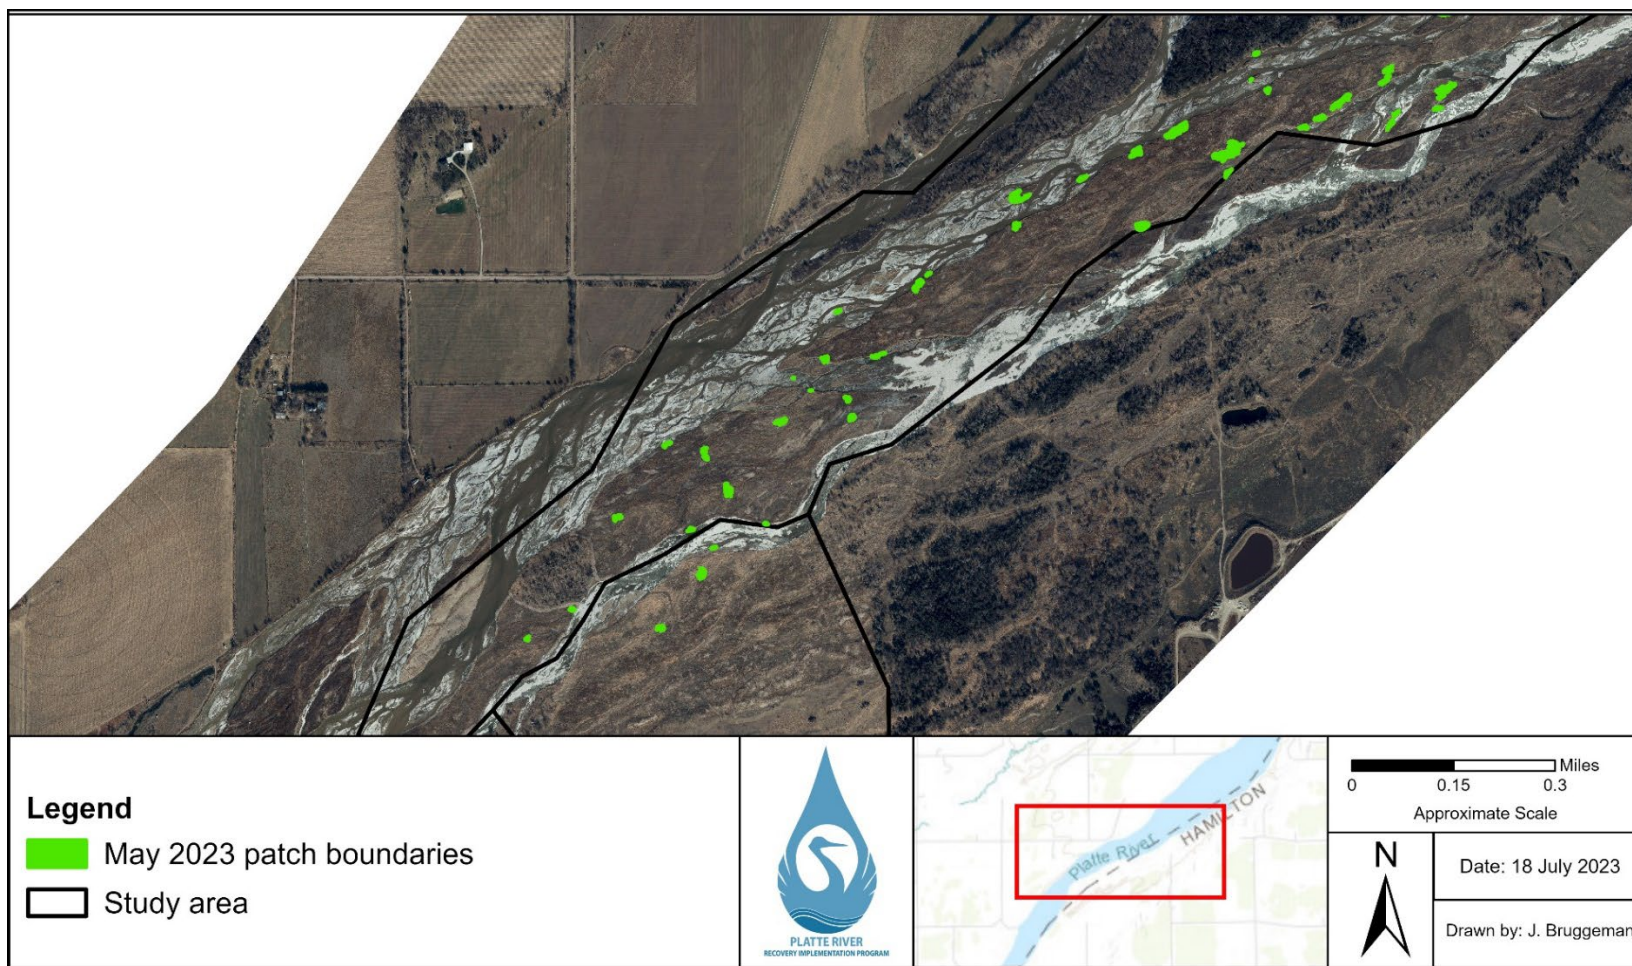 Legend
May 2023 patch boundaries
Study area
PLATTE RIVER
RECOVERY IMPLEMENTATION PROGRAM
Platte River
HAMILTON
Miles
0 0.15 0.3
Approximate Scale
N
Date: 18 July 2023
Drawn by: J. Bruggeman